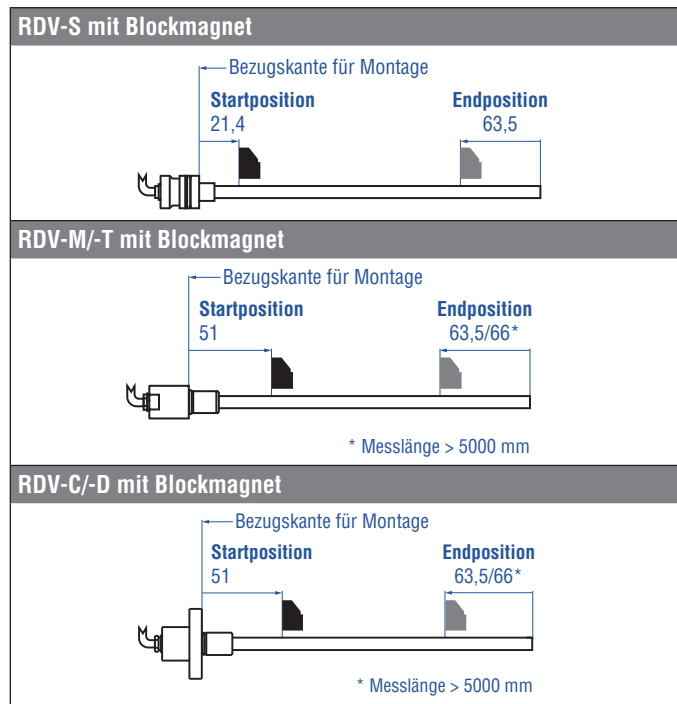 RDV-S mit Blockmagnet
Bezugskante für Montage
Startposition
21,4
Endposition
63,5
RDV-M/-T mit Blockmagnet
Bezugskante für Montage
Startposition
51
Endposition
63,5/66*
* Messlänge > 5000 mm
RDV-C/-D mit Blockmagnet
Bezugskante für Montage
Startposition
51
Endposition
63,5/66*
* Messlänge > 5000 mm